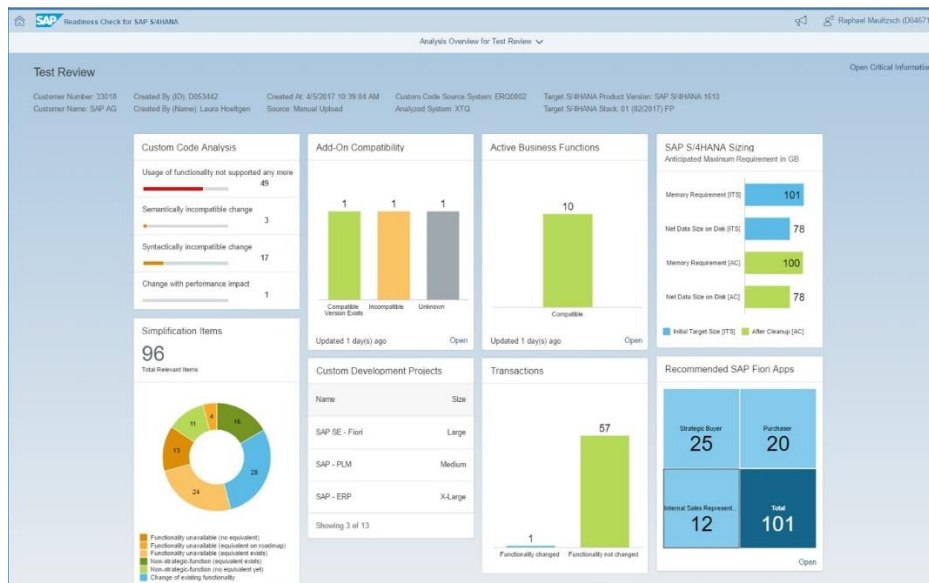 SAP Readiness Check for SAP S/4HANA
Raphael Maultzsch (D04671
Analysis Overview for Test Review
Test Review
Open Critical Information
Customer Number: 33018 Created By (ID): D053442 Created At: 4/5/2017 10:39:04 AM Custom Code Source System: ERQ0002 Target S/4HANA Product Version: SAP S/4HANA 1610
Customer Name: SAP AG Created By (Name): Laura Hoeltgen Source: Manual Upload Analyzed System: XTQ Target S/4HANA Stack: 01 (02/2017) FP
Custom Code Analysis
Usage of functionality not supported any more
49
Semantically incompatible change
3
Syntactically incompatible change
17
Change with performance impact
1
Add-On Compatibility
1 1 1
Compatible Version Exists
Incompatible
Unknown
Updated 1 day(s) ago Open
Active Business Functions
10
Compatible
Updated 1 day(s) ago Open
SAP S/4HANA Sizing
Anticipated Maximum Requirement in GB
Memory Requirement [ITS] 101
Net Data Size on Disk [ITS] 78
Memory Requirement [AC] 100
Net Data Size on Disk [AC] 78
Initial Target Size [ITS] After Cleanup [AC]
Simplification Items
96
Total Relevant Items
4
16
11
13
28
24
Functionality unavailable (no equivalent)
Functionality unavailable (equivalent on roadmap)
Functionality unavailable (equivalent exists)
Non-strategic-function (equivalent exists)
Non-strategic-function (no equivalent yet)
Change of existing functionality
Custom Development Projects
Name Size
SAP SE - Fiori Large
SAP - PLM Medium
SAP - ERP X-Large
Showing 3 of 13
Transactions
57
1
Functionality changed Functionality not changed
Recommended SAP Fiori Apps
Strategic Buyer
25
Purchaser
20
Internal Sales Represent...
12
Total
101
Open